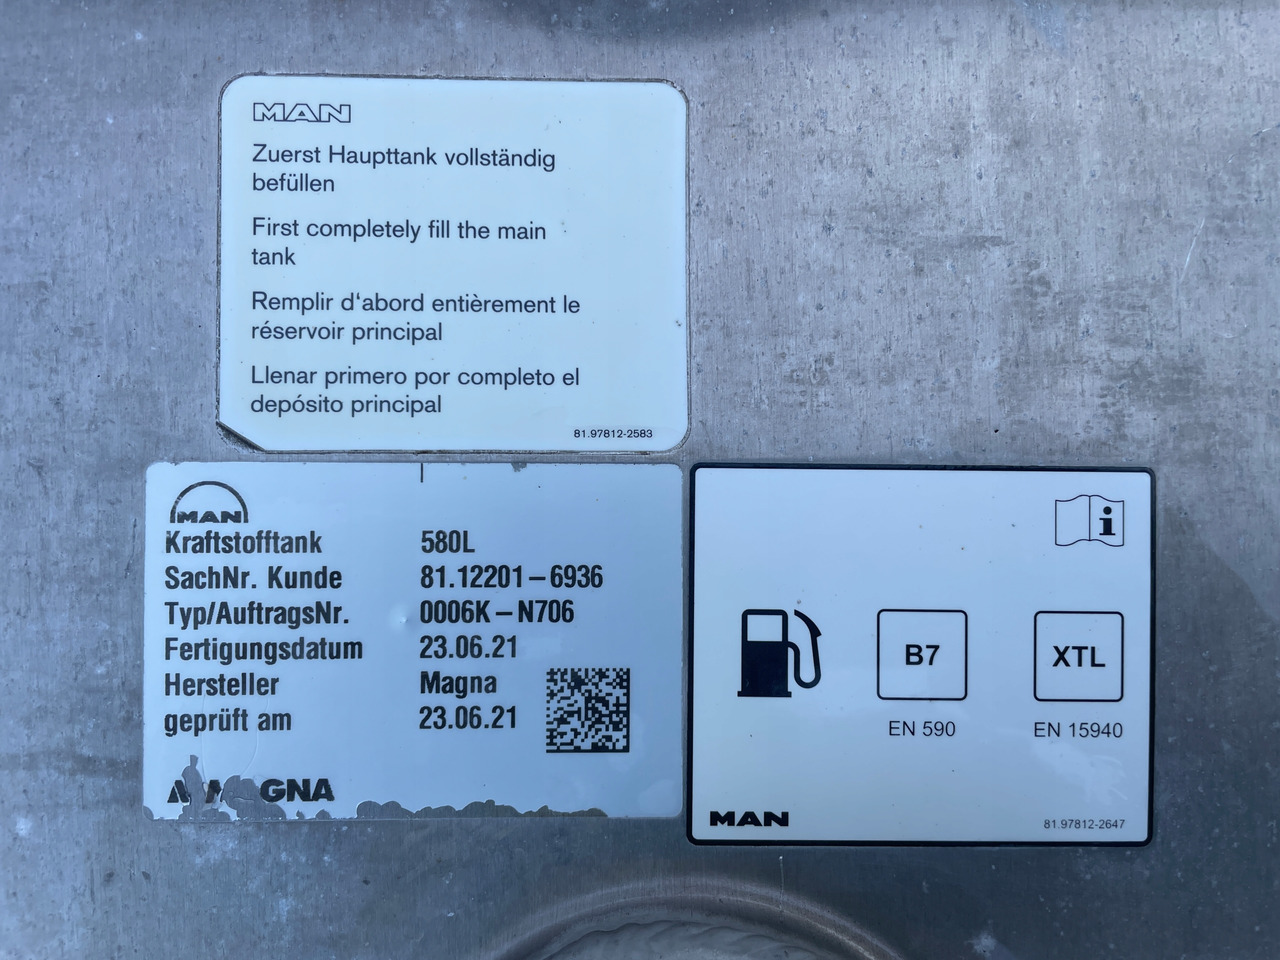 MAN
Zuerst Haupttank vollständig
befüllen
First completely fill the main
tank
Remplir d'abord entièrement le
réservoir principal
Llenar primero por completo el
depósito principal
81.97812-2583
MAN
Kraftstofftank 580L
SachNr. Kunde 81.12201-6936
Typ/AuftragsNr. 0006K-N706
Fertigungsdatum 23.06.21
Hersteller Magna
geprüft am 23.06.21
MAGNA
i
B7
XTL
EN 590
EN 15940
MAN
81.97812-2647